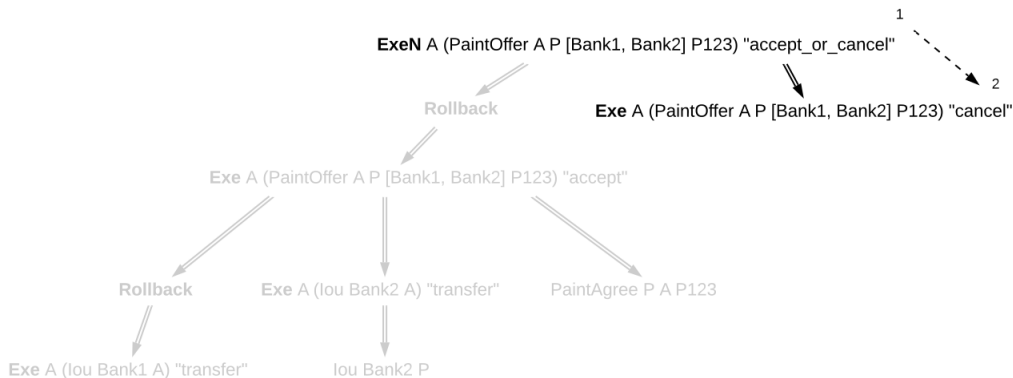 1
ExeN A (PaintOffer A P [Bank1, Bank2] P123) "accept_or_cancel"
2
Rollback
Exe A (PaintOffer A P [Bank1, Bank2] P123) "cancel"
Exe A (PaintOffer A P [Bank1, Bank2] P123) "accept"
Rollback
Exe A (Iou Bank2 A) "transfer"
PaintAgree P A P123
Exe A (Iou Bank1 A) "transfer"
Iou Bank2 P